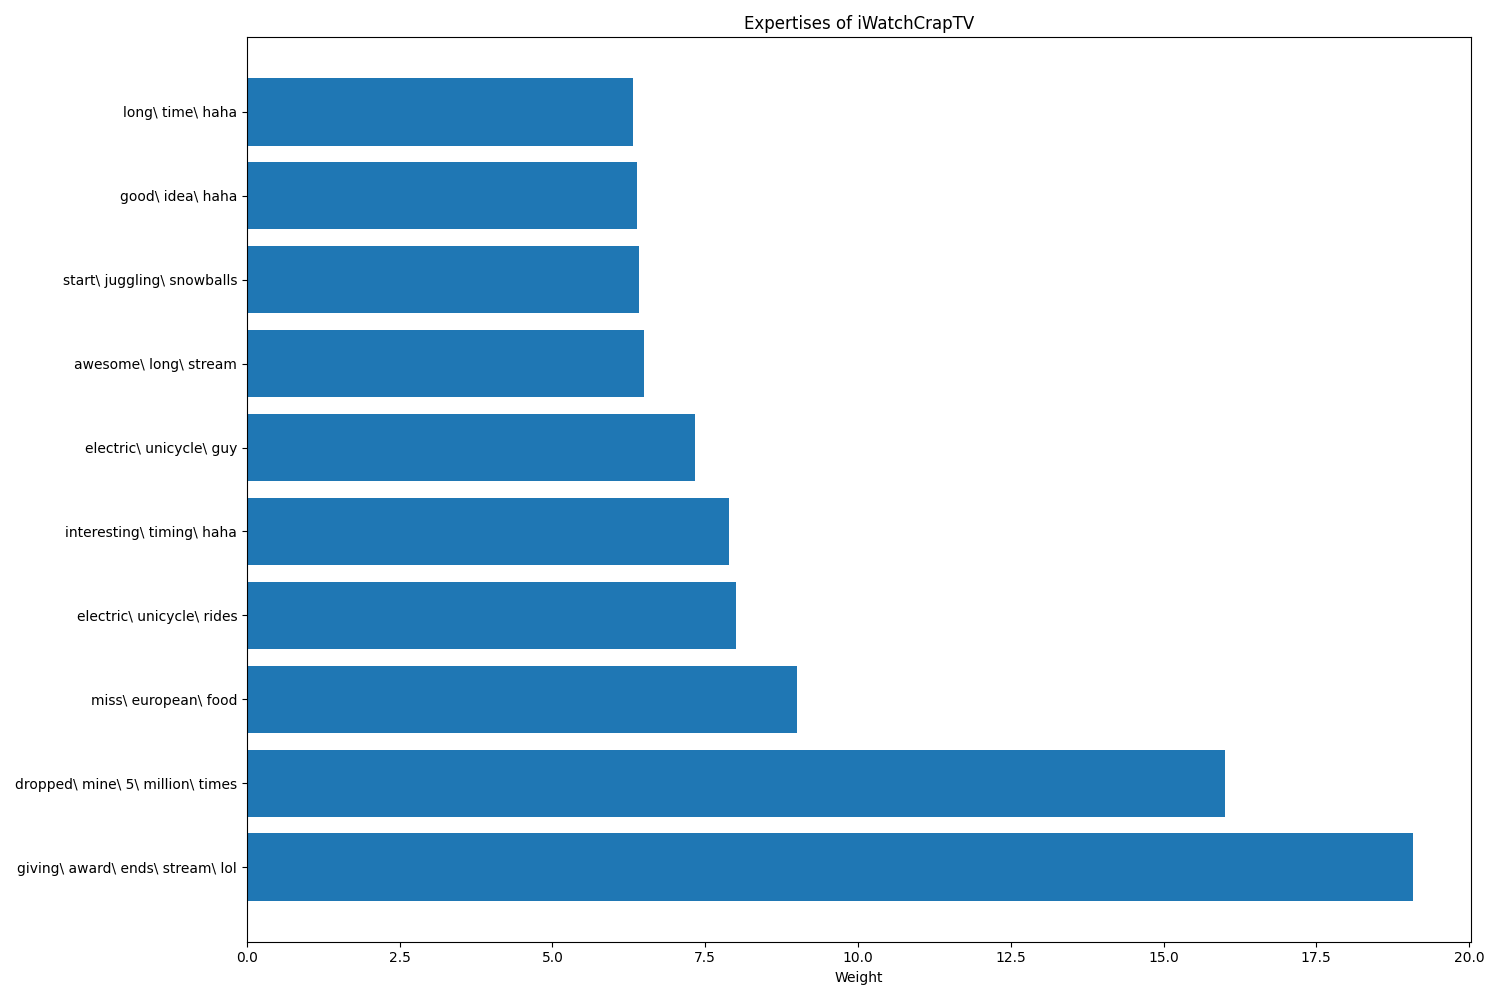 Expertises of iWatchCrapTV
long\ time\ haha
good\ idea\ haha
start\ juggling\ snowballs
awesome\ long\ stream
electric\ unicycle\ guy
interesting\ timing\ haha
electric\ unicycle\ rides
miss\ european\ food
dropped\ mine\ 5\ million\ times
giving\ award\ ends\ stream\ lol
0.0 2.5 5.0 7.5 10.0 12.5 15.0 17.5 20.0
Weight